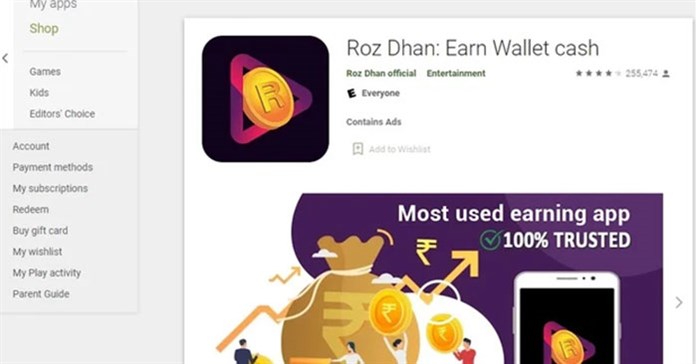 My apps
Shop
Games
Kids
Editors' Choice
Account
Payment methods
My subscriptions
Redeem
Buy gift card
My wishlist
My Play activity
Parent Guide
Roz Dhan: Earn Wallet cash
Roz Dhan official Entertainment
255,474
E Everyone
Contains Ads
Add to Wishlist
R
Most used earning app
100% TRUSTED
₹
₹
₹
R